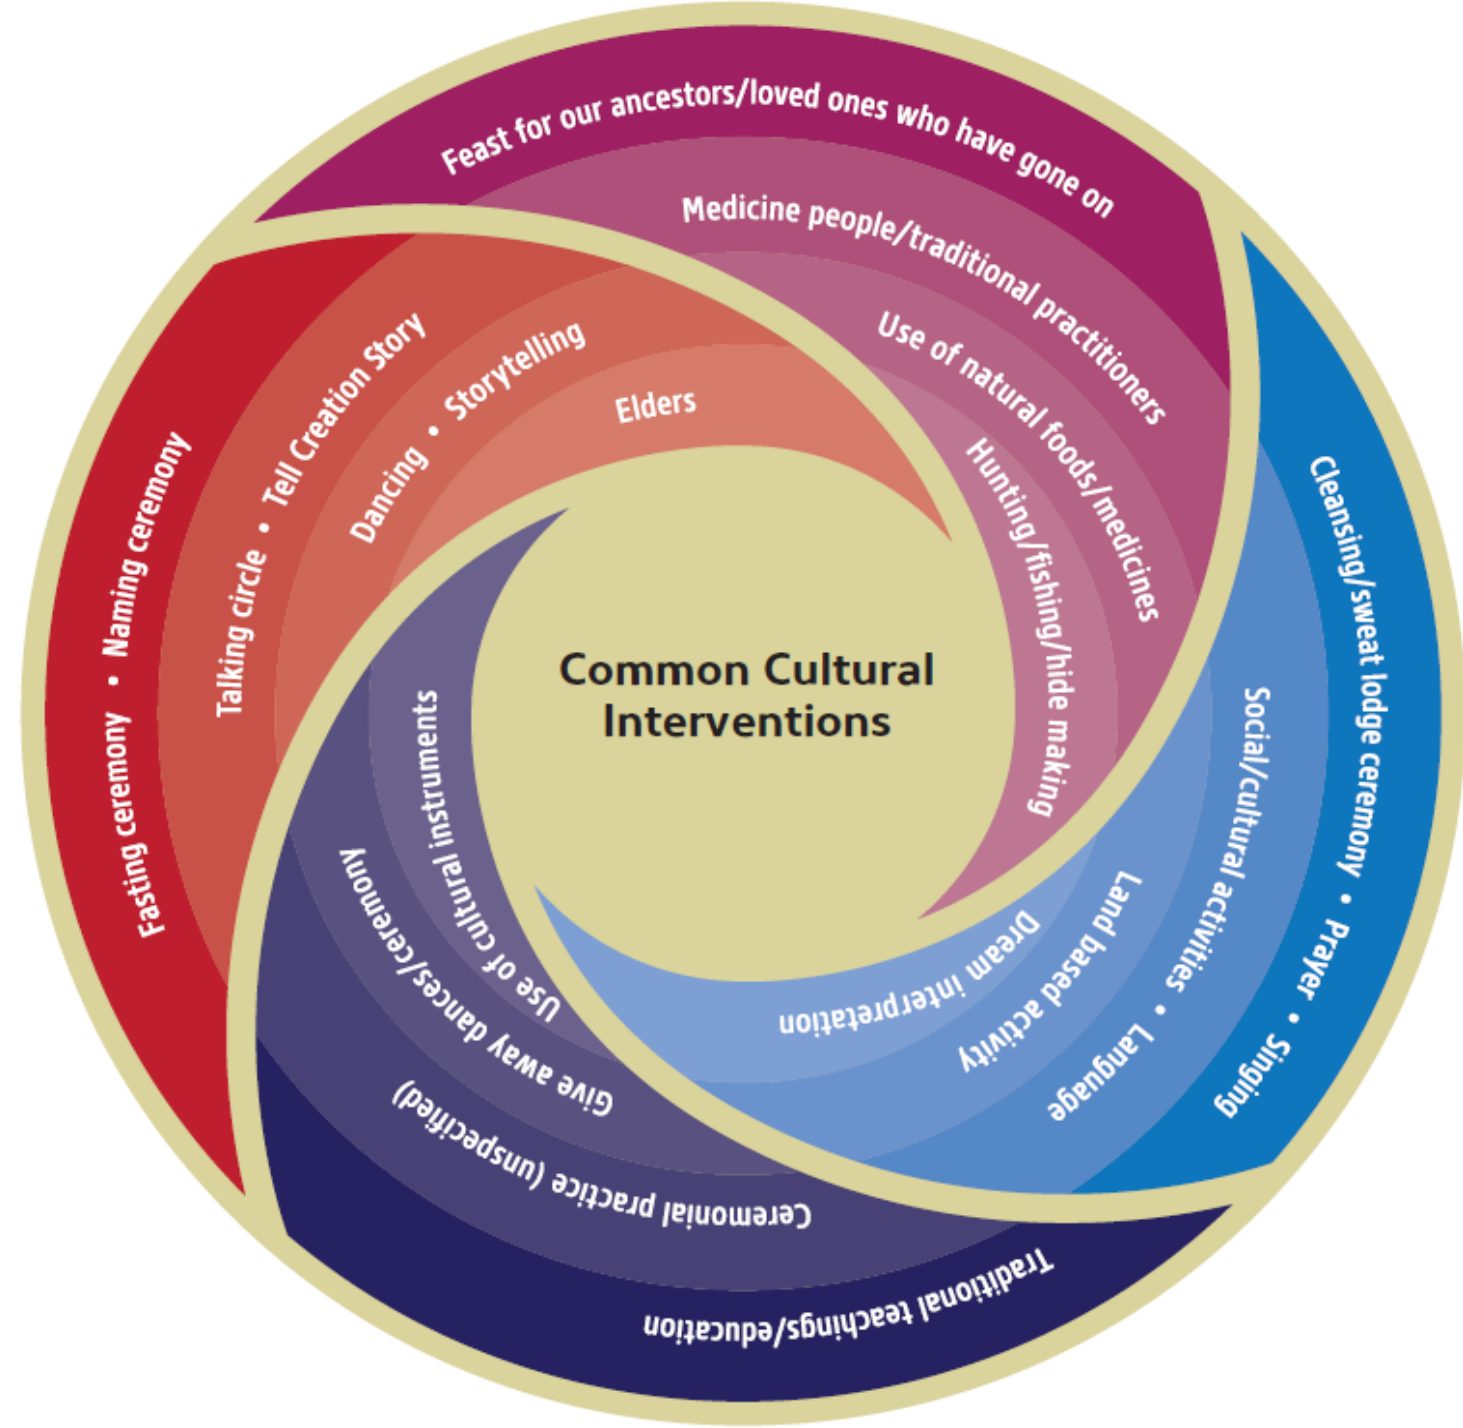 Feast for our ancestors/loved ones who have gone on
Medicine people/traditional practitioners
Use of natural foods/medicines
Hunting/fishing/hide making
Cleansing/sweat lodge ceremony • Prayer • Singing
Social/cultural activities • Language
Land based activity
Dream interpretation
Traditional teachings/education
Ceremonial practice (unspecified)
Give away dances/ceremony
Use of cultural instruments
Fasting ceremony • Naming ceremony
Talking circle • Tell Creation Story
Dancing • Storytelling
Elders
Common Cultural
Interventions